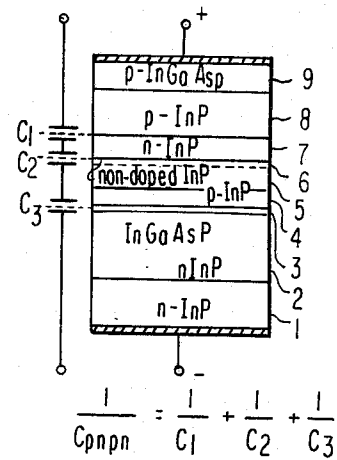 +
p-InGaAsp 9
p-InP 8
C1 n-InP 7
C2 6
non-doped InP 5
p-InP 4
C3 3
InGaAsP
nInP 2
n-InP 1
-
1/Cpnpn = 1/C1 + 1/C2 + 1/C3